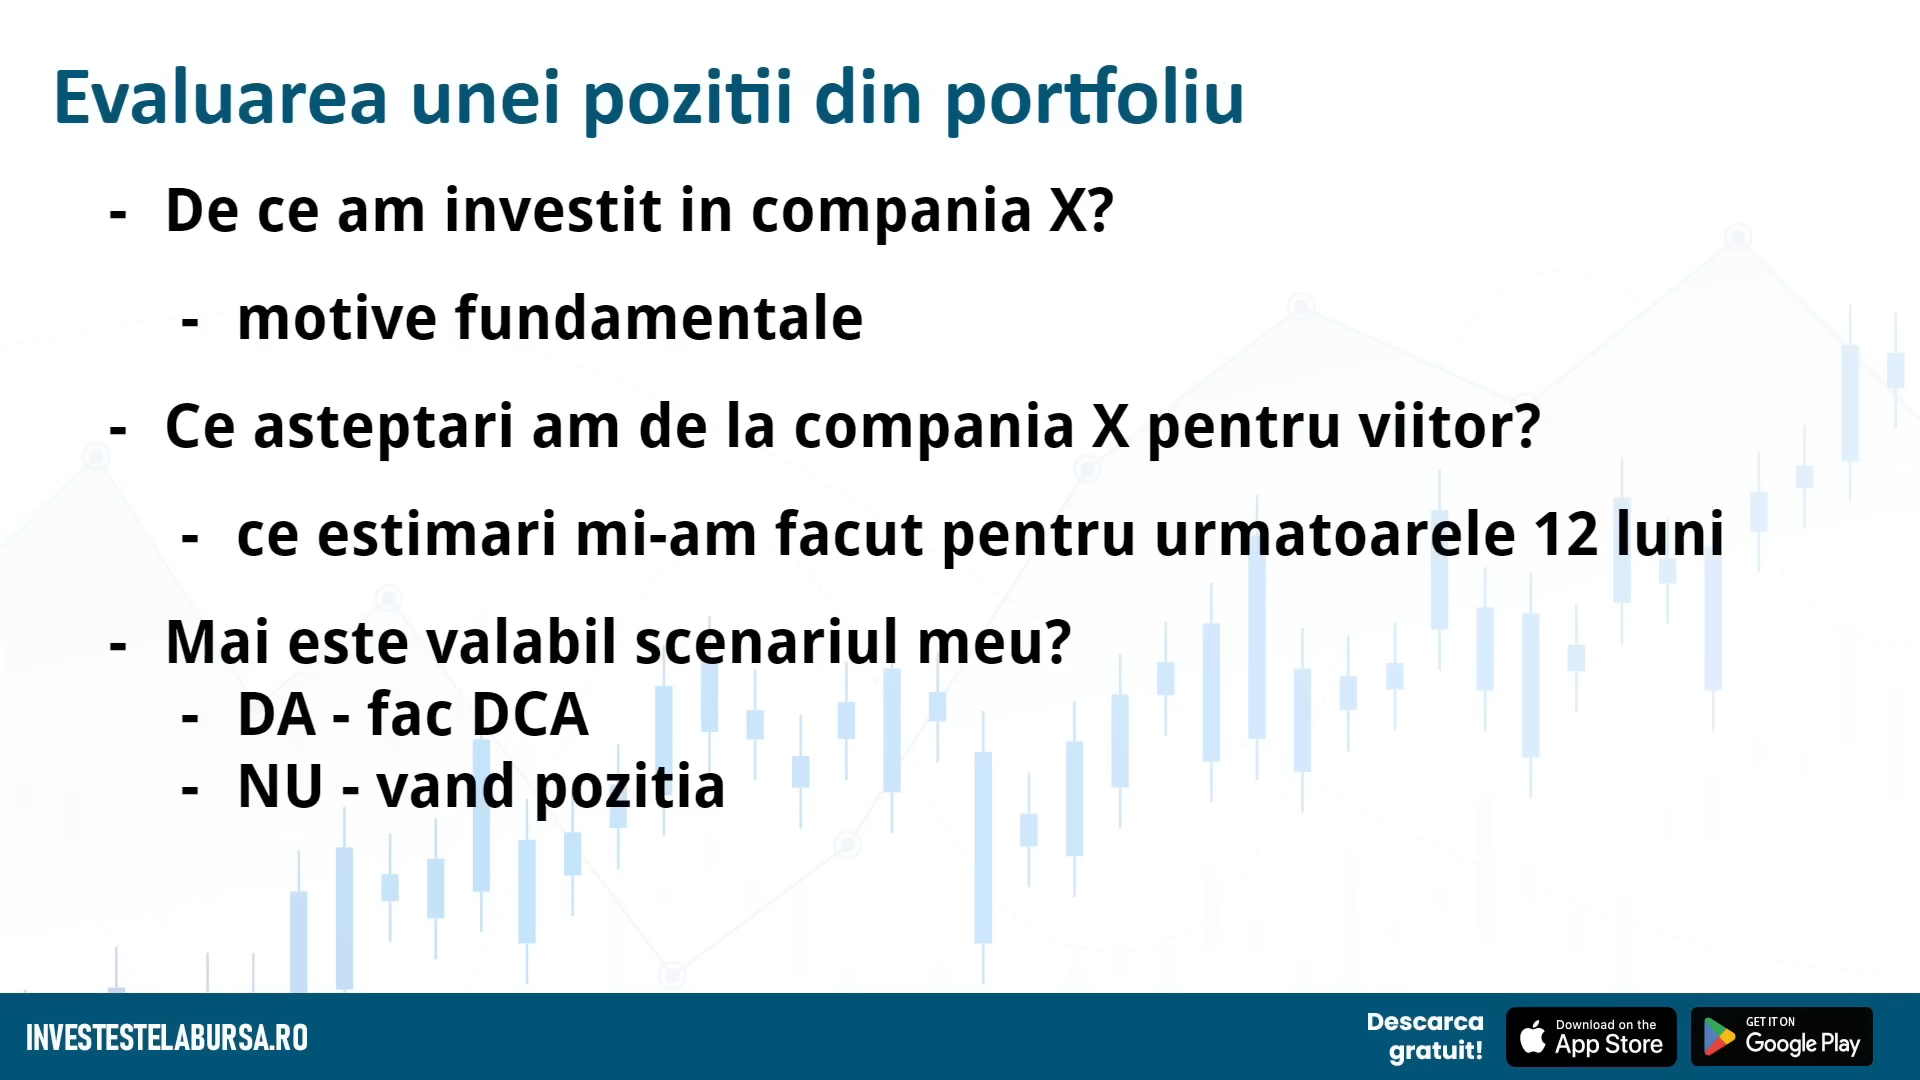 Evaluarea unei pozitii din portfoliu
- De ce am investit in compania X?
- motive fundamentale
- Ce asteptari am de la compania X pentru viitor?
- ce estimari mi-am facut pentru urmatoarele 12 luni
- Mai este valabil scenariul meu?
- DA - fac DCA
- NU - vand pozitia
INVESTESTELABURSA.RO
Descarca
gratuit!
Download on the
App Store
GET IT ON
Google Play